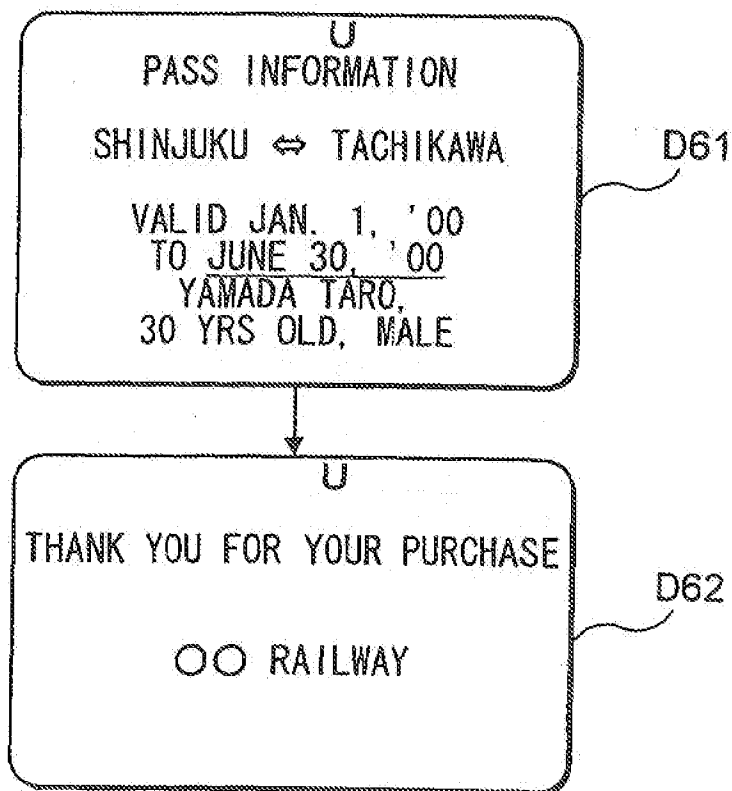 U
PASS INFORMATION
SHINJUKU ⇔ TACHIKAWA
D61
VALID JAN. 1, '00
TO JUNE 30, '00
YAMADA TARO,
30 YRS OLD, MALE
U
THANK YOU FOR YOUR PURCHASE
D62
○○ RAILWAY